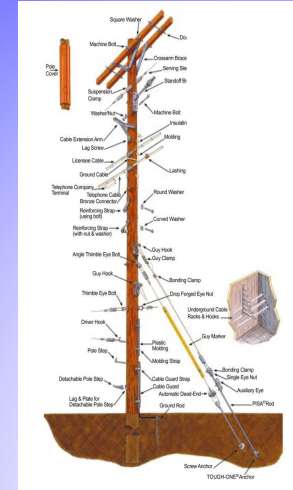 Square Washer
Machine Bolt
Pole
Cover
Crossarm Brace
Serving Sle
Standoff Br
Suspension
Clamp
Machine Bolt
Washer/Nut
Insulatin
Cable Extension Arm
Molding
Lag Screw
Licensee Cable
Lashing
Ground Cable
Telephone Company
Terminal
Telephone Cable
Round Washer
Bronze Connector
Reinforcing Strap
(using bolt)
Curved Washer
Reinforcing Strap
(with nut & washer)
Guy Hook
Guy Clamp
Angle Thimble Eye Bolt
Bonding Clamp
Guy Hook
Thimble Eye Bolt
Drop Forged Eye Nut
Underground Cable
Racks & Hooks
Guy Marker
Driver Hook
Plastic
Molding
Pole Step
Molding Strap
Bonding Clamp
Single Eye Nut
Detachable Pole Step
Cable Guard Strap
Cable Guard
Auxiliary Eye
Automatic Dead-End
Lag & Plate for
Detachable Pole Step
Ground Rod
PISA® Rod
Screw Anchor
TOUGH-ONE® Anchor